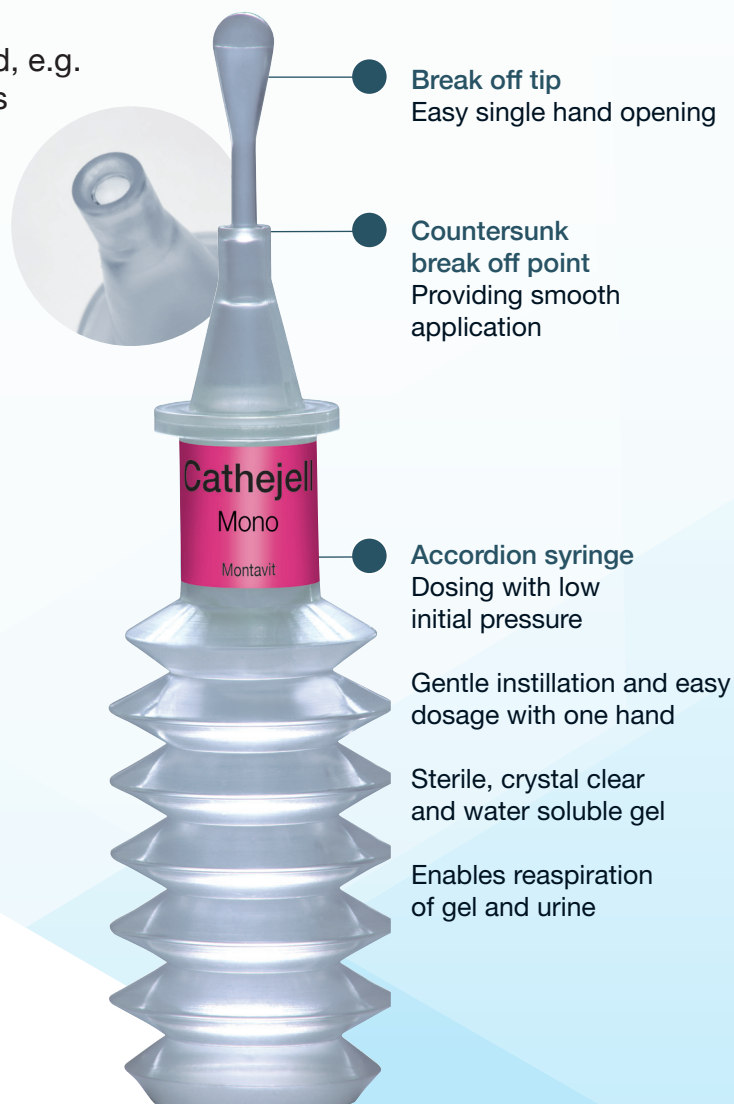 d, e.g.
s
Break off tip
Easy single hand opening
Countersunk
break off point
Providing smooth
application
Cathejell
Mono
Montavit
Accordion syringe
Dosing with low
initial pressure
Gentle instillation and easy
dosage with one hand
Sterile, crystal clear
and water soluble gel
Enables reaspiration
of gel and urine